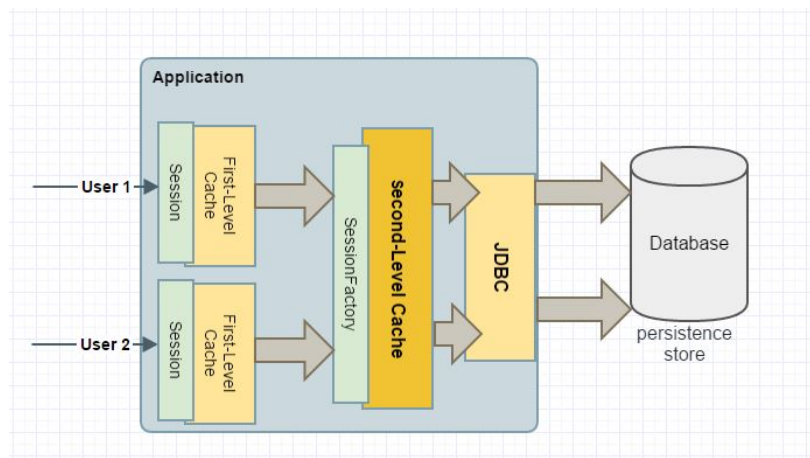 Application
User 1
Session
First-Level
Cache
User 2
Session
First-Level
Cache
SessionFactory
Second-Level Cache
JDBC
Database
persistence
store